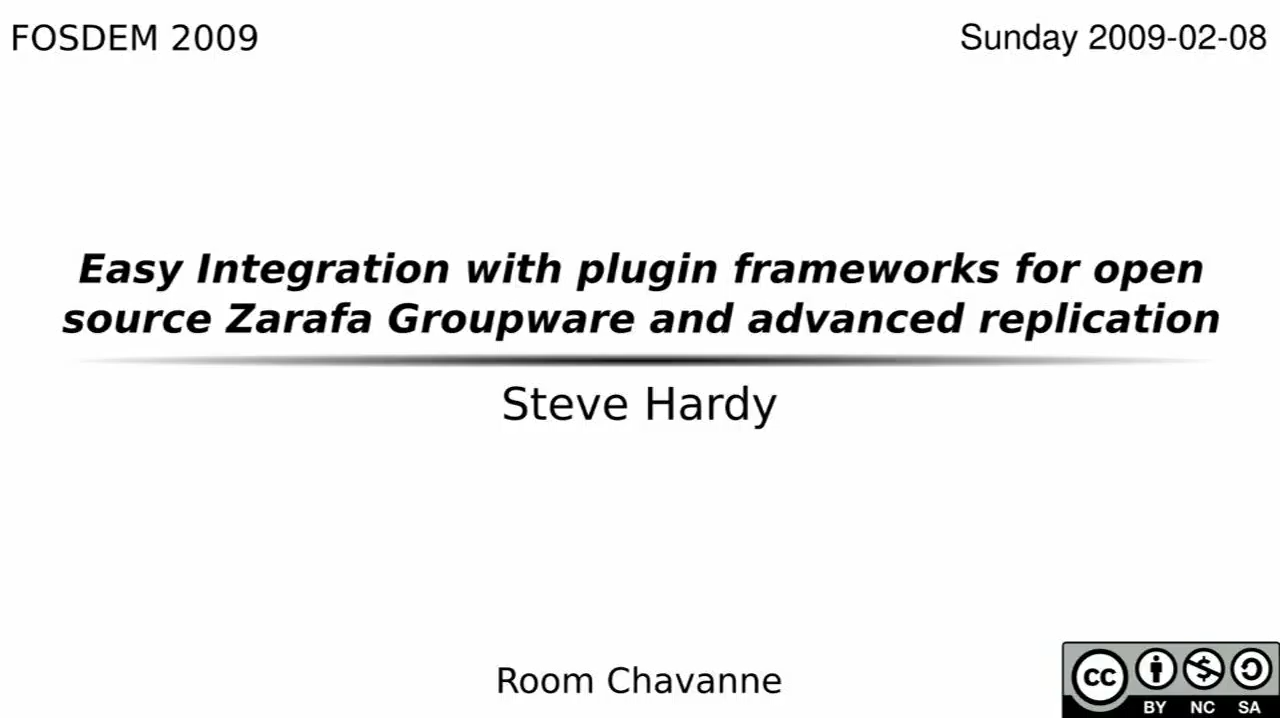 FOSDEM 2009
Sunday 2009-02-08
Easy Integration with plugin frameworks for open
source Zarafa Groupware and advanced replication
Steve Hardy
Room Chavanne
cc
BY NC SA